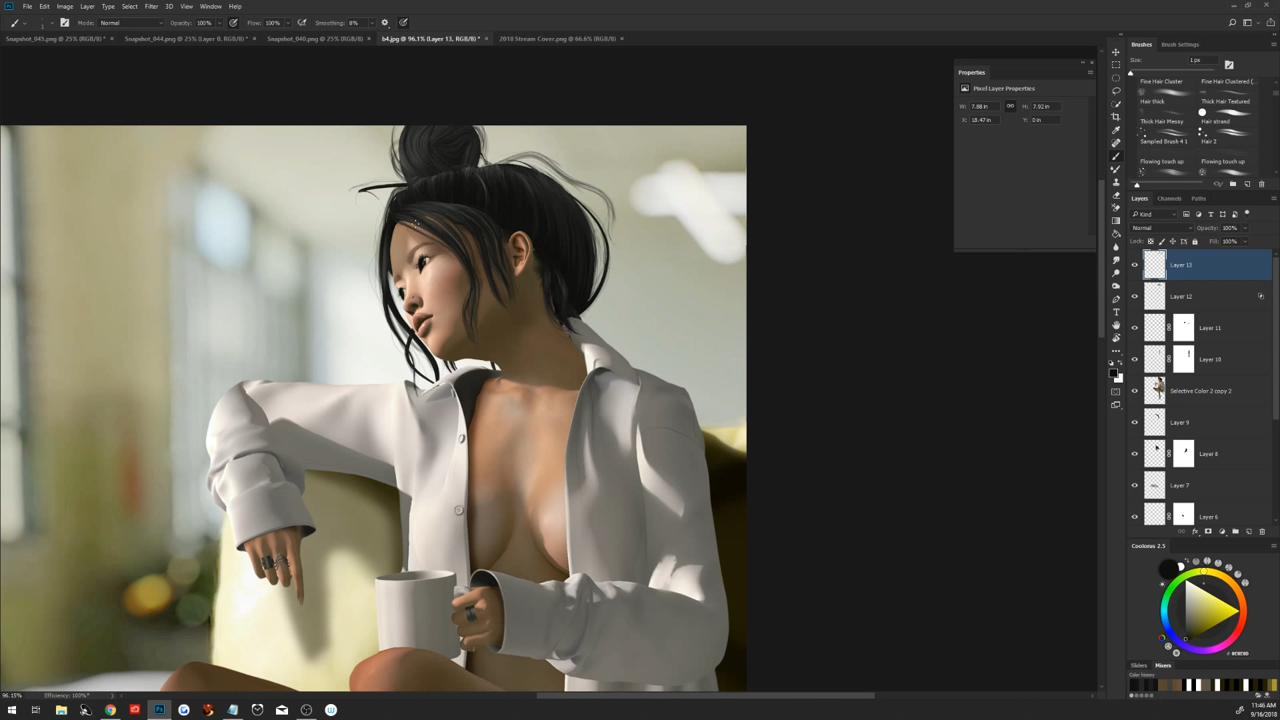 File Edit Image Layer Type Select Filter 3D View Window Help
Mode: Normal Opacity: 100% Flow: 100% Smoothing: 8%
Snapshot_045.png @ 25% (RGB/8) * × Snapshot_044.png @ 25% (Layer 0, RGB/8) * × Snapshot_040.png @ 25% (RGB/8) × b4.jpg @ 96.1% (Layer 13, RGB/8) * × 2018 Stream Cover.png @ 66.6% (RGB/8) ×
Properties
Pixel Layer Properties
W: 7.88 in H: 7.92 in
X: 18.47 in Y: 0 in
Brushes Brush Settings
Size: 1 px
Fine Hair Cluster Fine Hair Clustered (...
Hair thick Thick Hair Textured
Thick Hair Messy Hair strand
Sampled Brush 4 1 Hair 2
Flowing touch up Flowing touch up
Layers Channels Paths
Kind
Normal Opacity: 100%
Lock: Fill: 100%
Layer 13
Layer 12
Layer 11
Layer 10
Selective Color 2 copy 2
Layer 9
Layer 8
Layer 7
Layer 6
Coolorus 2.5
Sliders Mixers
Color history
96.15% Efficiency: 100%*
11:46 AM
9/16/2018